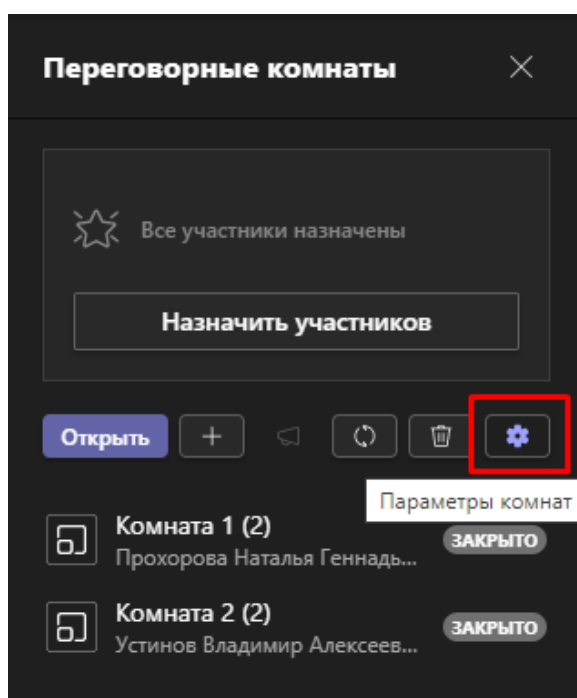 Переговорные комнаты
Все участники назначены
Назначить участников
Открыть
Параметры комнат
Комната 1 (2)
ЗАКРЫТО
Прохорова Наталья Геннадь...
Комната 2 (2)
ЗАКРЫТО
Устинов Владимир Алексеев...